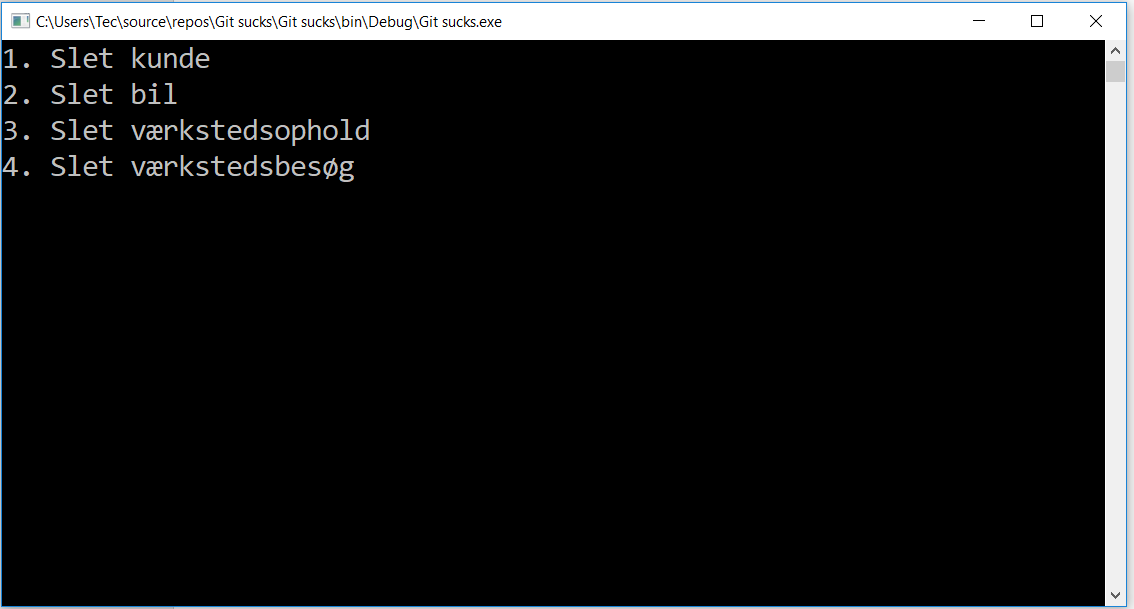 C:\Users\Tec\source\repos\Git sucks\Git sucks\bin\Debug\Git sucks.exe
1. Slet kunde
2. Slet bil
3. Slet værkstedsophold
4. Slet værkstedsbesøg